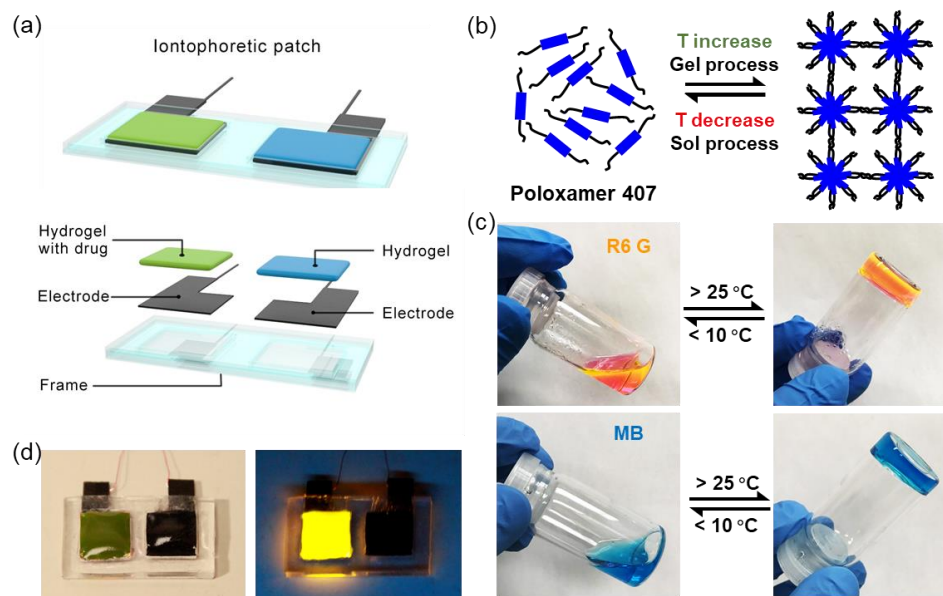 (a)
Iontophoretic patch
Hydrogel
with drug
Hydrogel
Electrode
Electrode
Frame
(b)
T increase
Gel process
T decrease
Sol process
Poloxamer 407
(c)
R6 G
> 25 °C
< 10 °C
MB
> 25 °C
< 10 °C
(d)